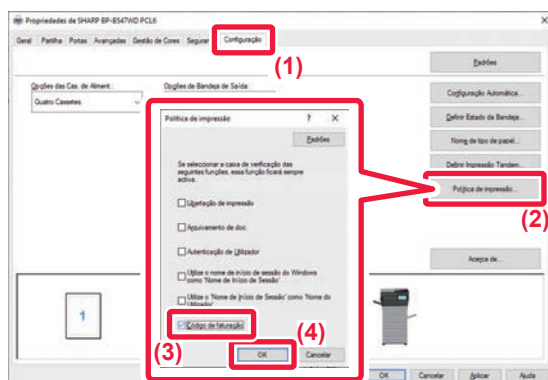 Propriedades de SHARP BP-B547WD PCL6
Geral Partilha Portas Avançadas Gestão de Cores Segurar Configuração
(1)
Padrões
Opções das Cas. de Aliment.:
Opções de Bandeja de Saída:
Quatro Cassetes
Configuração Automática...
Definir Estado da Bandeja...
Nome de tipo de papel...
Definir Impressão Tandem...
Política de impressão...
(2)
Acerca de...
Política de impressão ? X
Padrões
Se seleccionar a caixa de verificação das
seguintes funções, essa função ficará sempre
activa.
Libertação de impressão
Arquivamento de doc.
Autenticação de Utilizador
Utilize o nome de início de sessão do Windows
como 'Nome de Início de Sessão'
Utilize o 'Nome de Início de Sessão' como 'Nome do
Utilizador'
Código de faturação
(3)
(4)
OK Cancelar
1
OK Cancelar Aplicar Ajuda